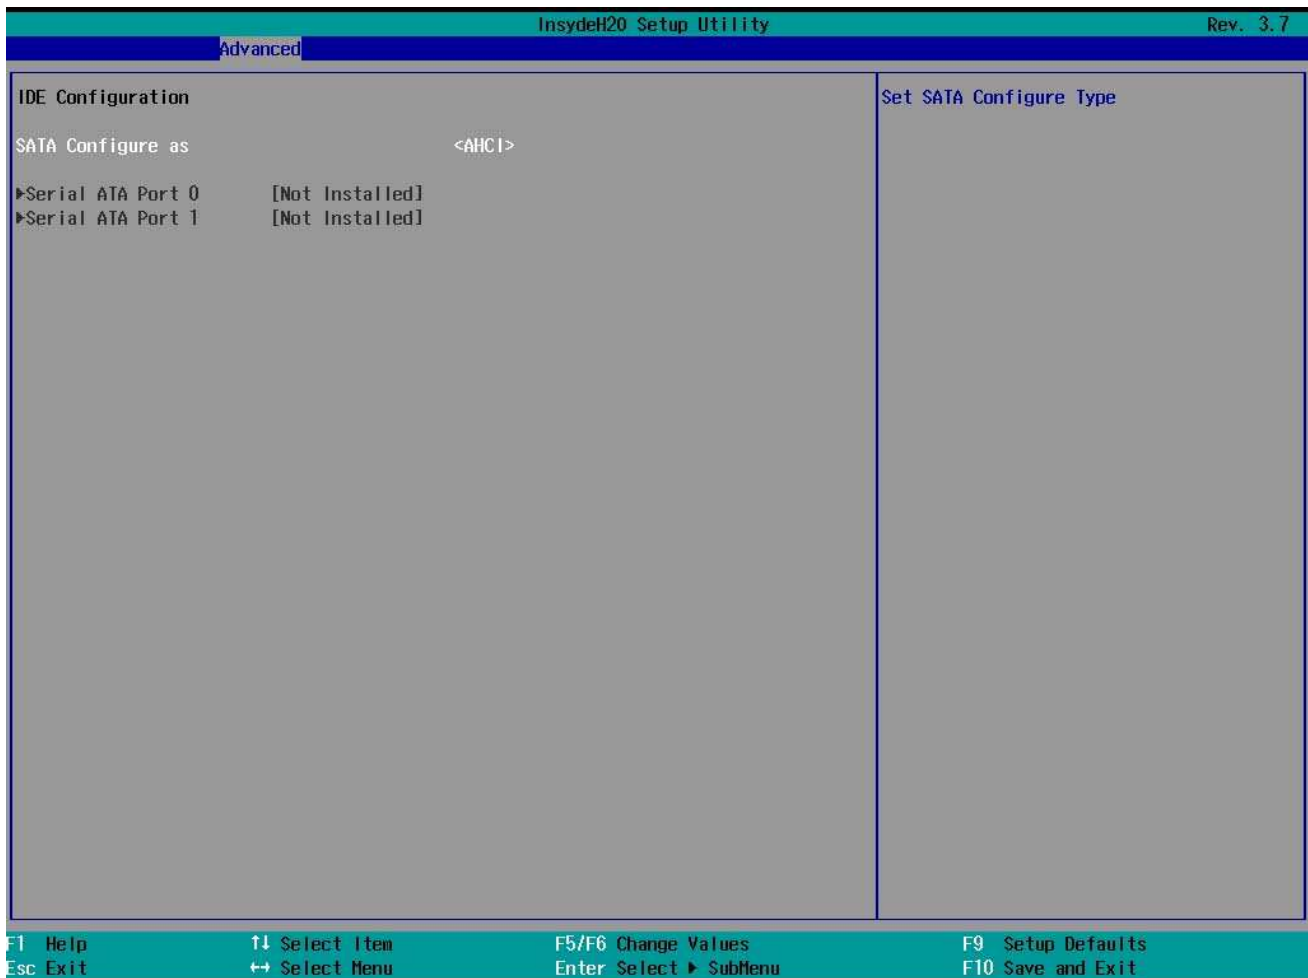 InsydeH20 Setup Utility Rev. 3.7
Advanced
IDE Configuration
Set SATA Configure Type
SATA Configure as <AHCI>
▶Serial ATA Port 0 [Not Installed]
▶Serial ATA Port 1 [Not Installed]
F1 Help ↑↓ Select Item F5/F6 Change Values F9 Setup Defaults
Esc Exit ↔ Select Menu Enter Select ▶ SubMenu F10 Save and Exit